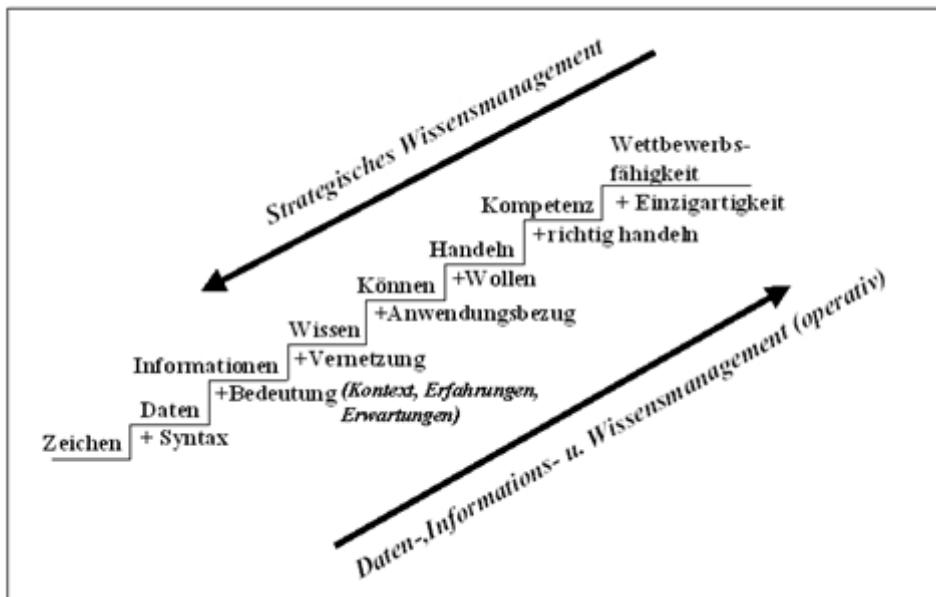 Strategisches Wissensmanagement
Wettbewerbs-
fähigkeit
+ Einzigartigkeit
Kompetenz
+richtig handeln
Handeln
+Wollen
Können
+Anwendungsbezug
Wissen
+Vernetzung
Informationen
+Bedeutung (Kontext, Erfahrungen,
Erwartungen)
Daten
+ Syntax
Zeichen
Daten-,Informations- u. Wissensmanagement (operativ)